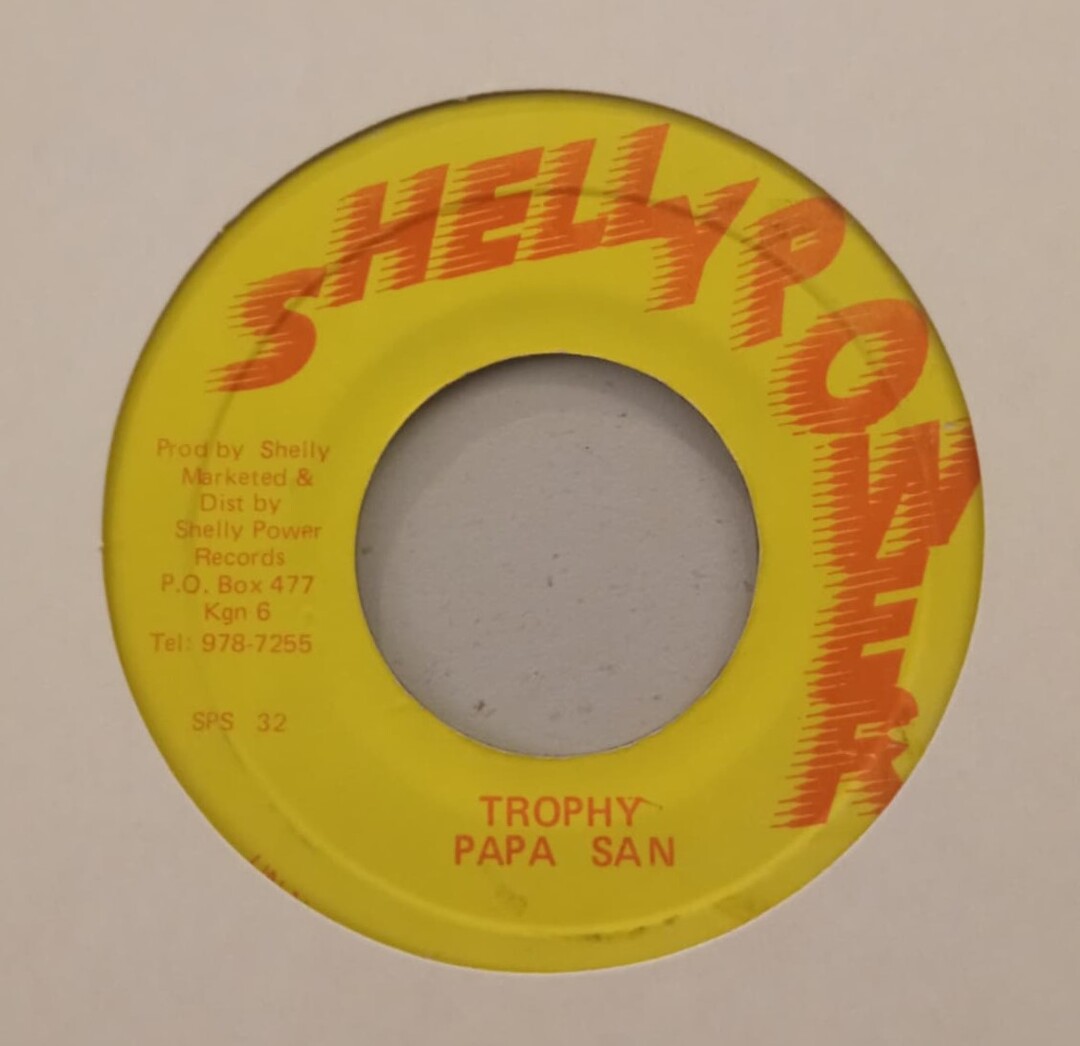 SHELLY POWER
Prod by Shelly
Marketed &
Dist by
Shelly Power
Records
P.O. Box 477
Kgn 6
Tel: 978-7255
SPS 32
TROPHY
PAPA SAN